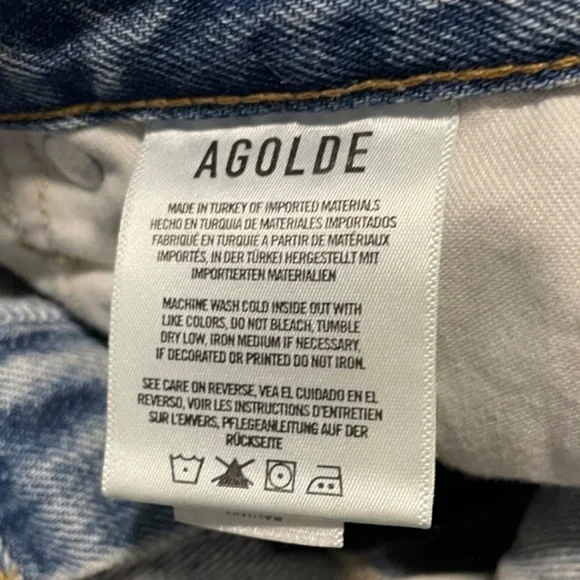 AGOLDE
MADE IN TURKEY OF IMPORTED MATERIALS
HECHO EN TURQUIA DE MATERIALES IMPORTADOS
FABRIQUÉ EN TURQUIE A PARTIR DE MATÉRIAUX
IMPORTÉS, IN DER TÜRKEI HERGESTELLT MIT
IMPORTIERTEN MATERIALIEN
MACHINE WASH COLD INSIDE OUT WITH
LIKE COLORS, DO NOT BLEACH, TUMBLE
DRY LOW, IRON MEDIUM IF NECESSARY,
IF DECORATED OR PRINTED DO NOT IRON.
SEE CARE ON REVERSE, VEA EL CUIDADO EN EL
REVERSO, VOIR LES INSTRUCTIONS D'ENTRETIEN
SUR L'ENVERS, PFLEGEANLEITUNG AUF DER
RÜCKSEITE